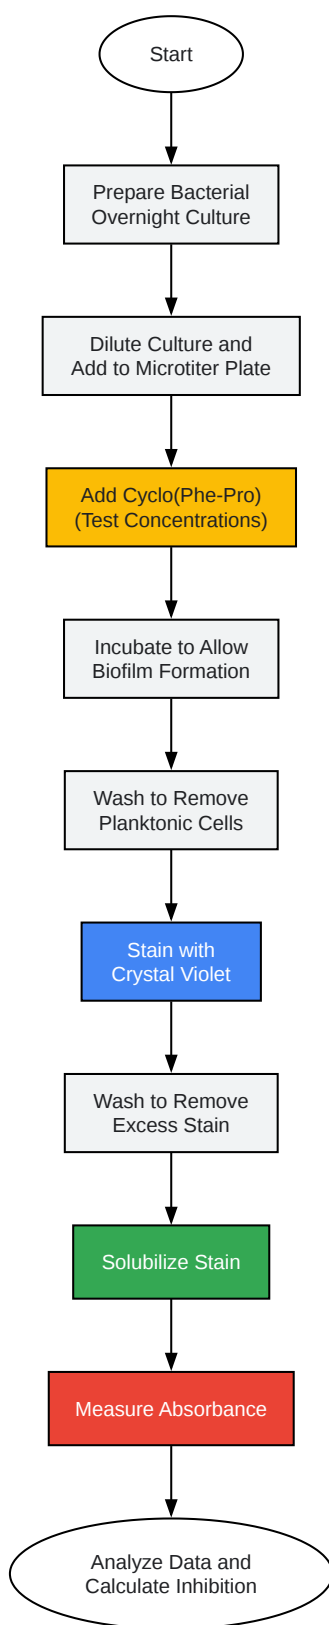 Start
Prepare Bacterial
Overnight Culture
Dilute Culture and
Add to Microtiter Plate
Add Cyclo(Phe-Pro)
(Test Concentrations)
Incubate to Allow
Biofilm Formation
Wash to Remove
Planktonic Cells
Stain with
Crystal Violet
Wash to Remove
Excess Stain
Solubilize Stain
Measure Absorbance
Analyze Data and
Calculate Inhibition